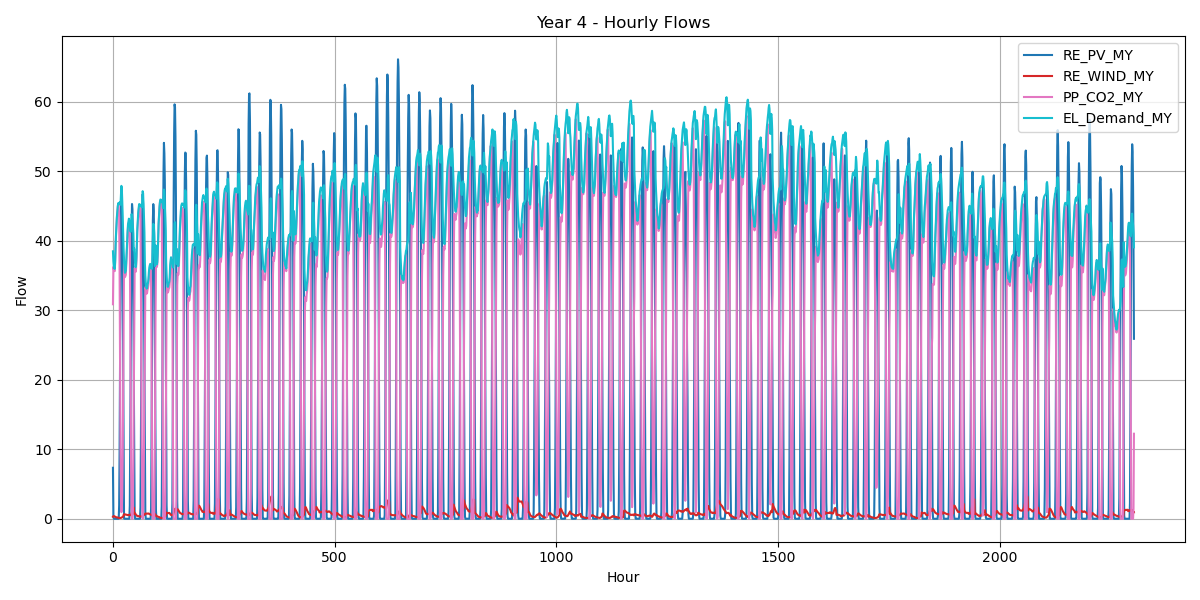 Year 4 - Hourly Flows
RE_PV_MY
RE_WIND_MY
PP_CO2_MY
EL_Demand_MY
Flow
60
50
40
30
20
10
0
0 500 1000 1500 2000
Hour